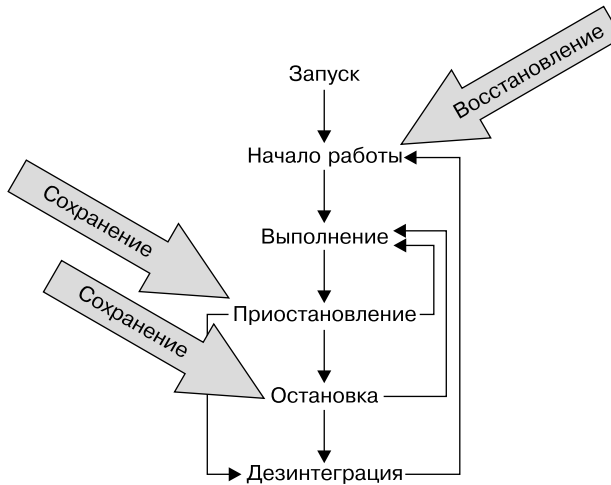 Запуск
Восстановление
Начало работы
Сохранение
Выполнение
Сохранение
Приостановление
Остановка
Дезинтеграция